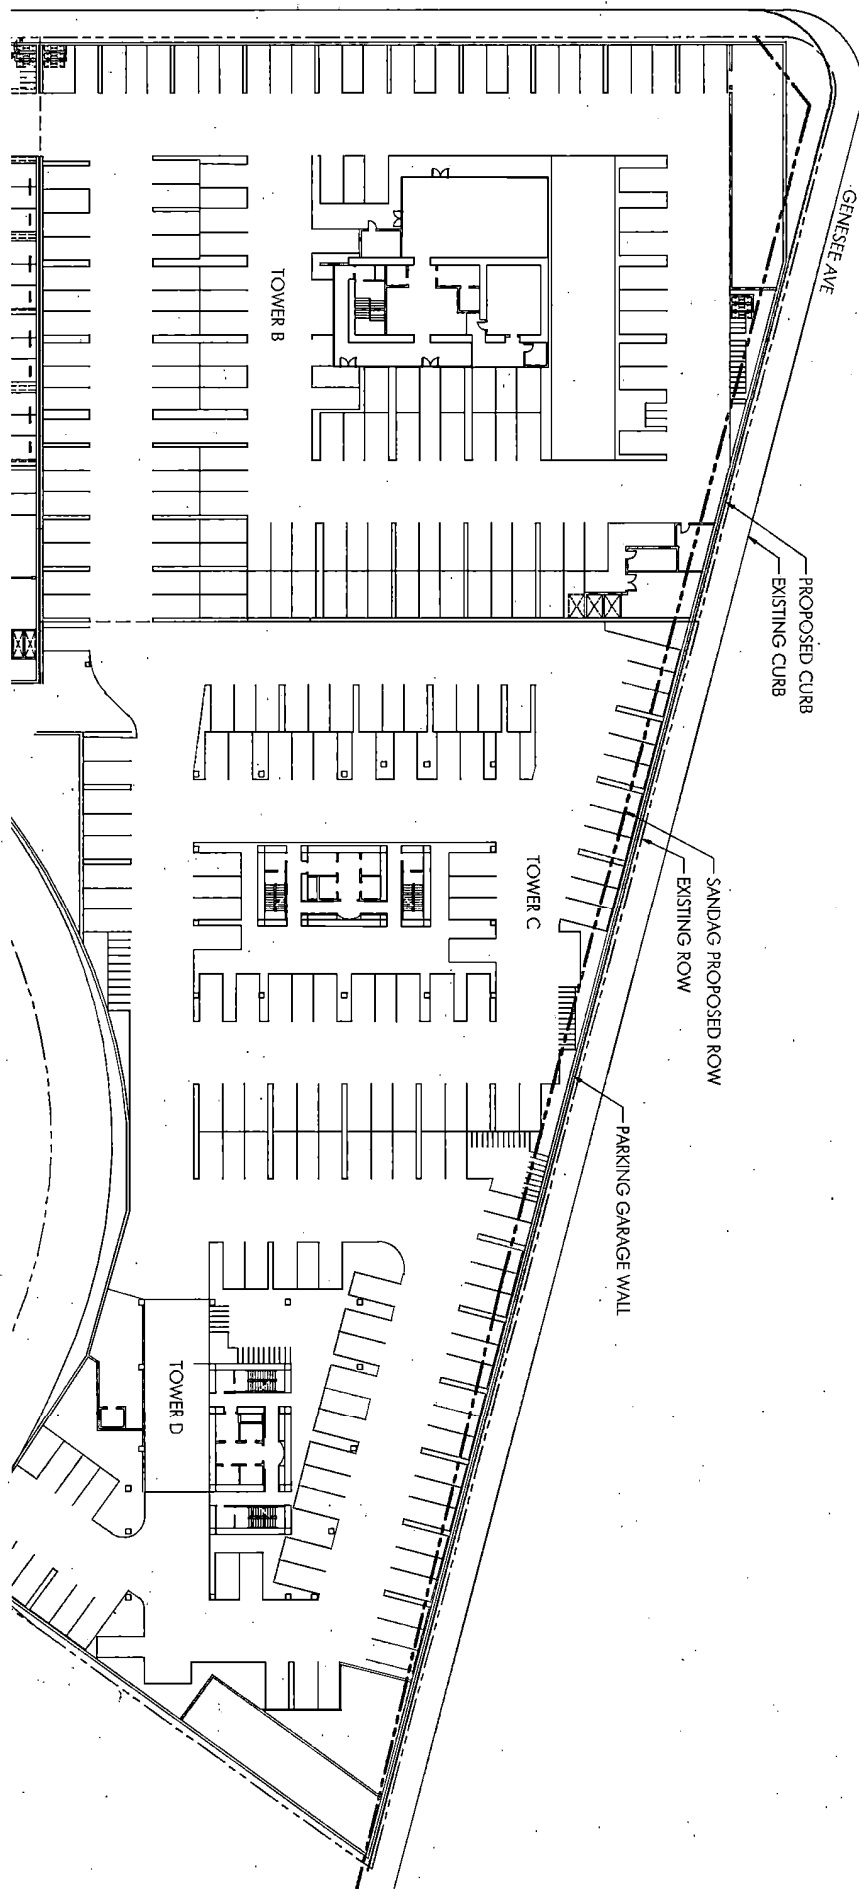 GENESEE AVE
TOWER B
PROPOSED CURB
EXISTING CURB
TOWER C
SANDAG PROPOSED ROW
EXISTING ROW
PARKING GARAGE WALL
TOWER D